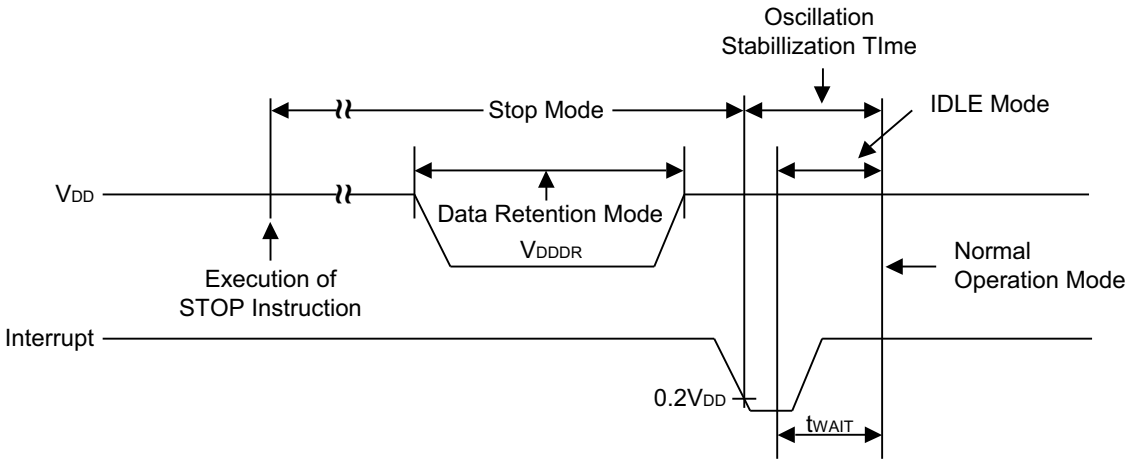 Oscillation
Stabillization TIme
Stop Mode
IDLE Mode
VDD
Data Retention Mode
VDDDR
Execution of
STOP Instruction
Normal
Operation Mode
Interrupt
0.2VDD
tWAIT